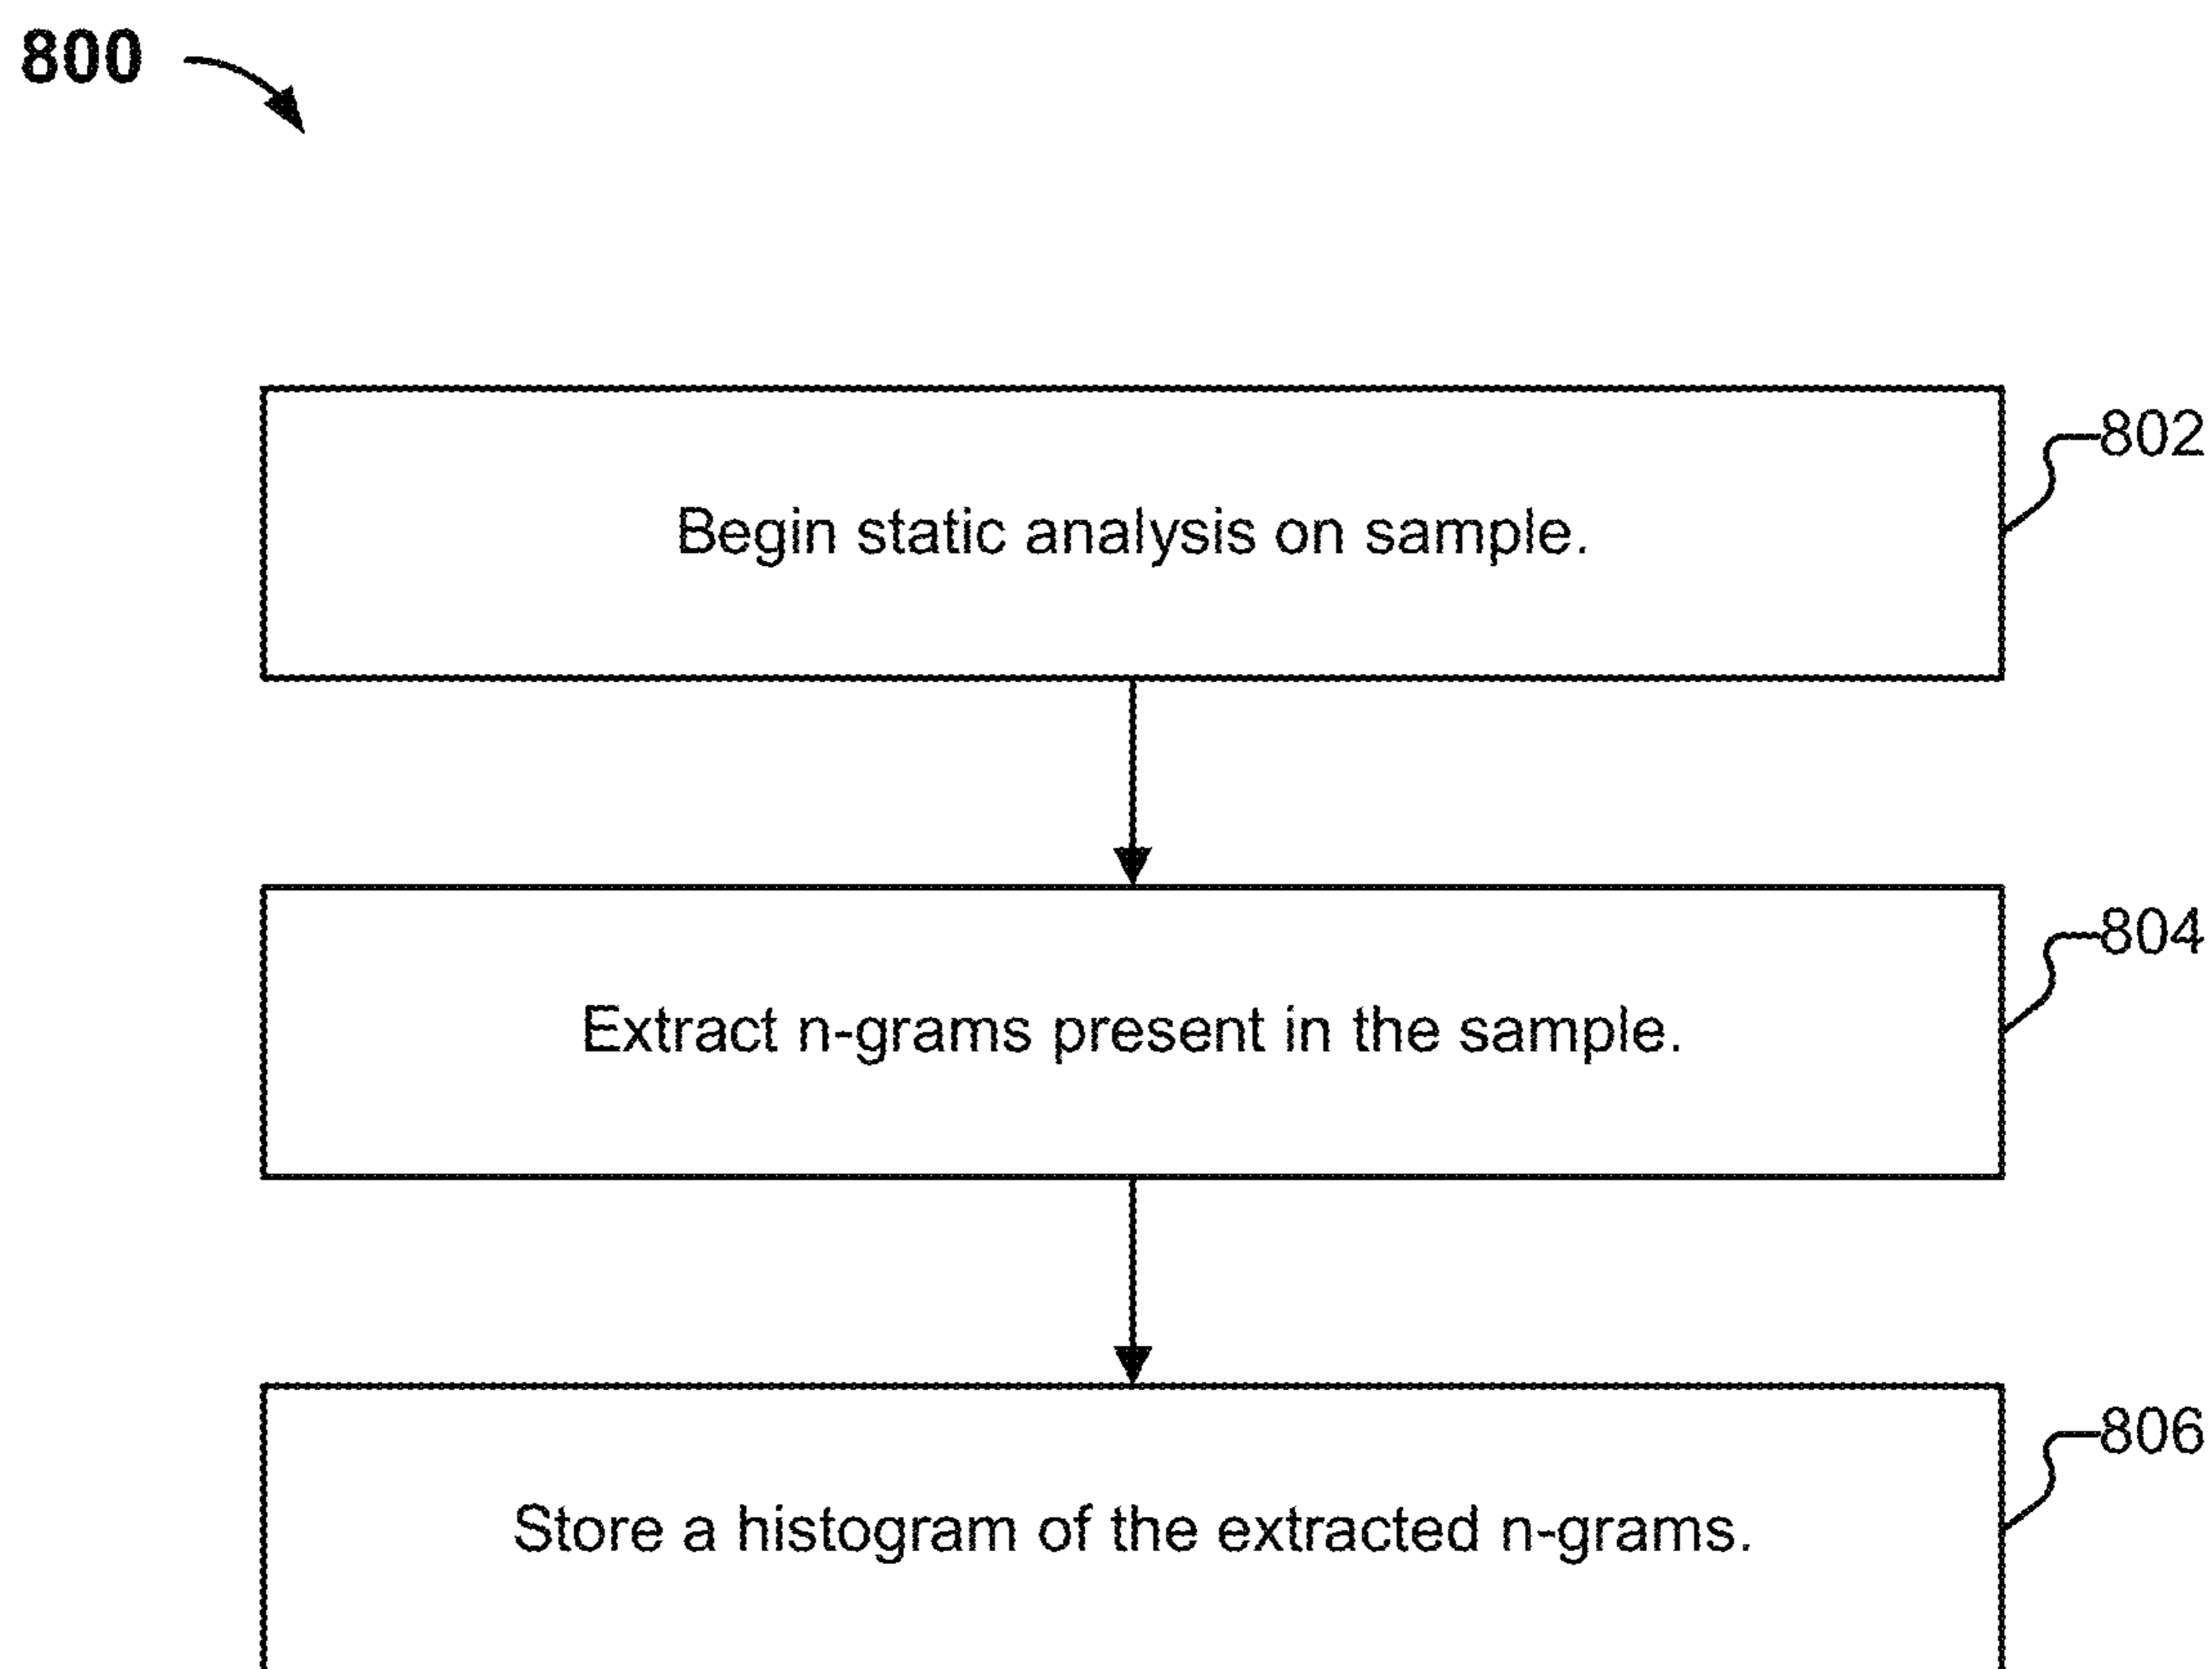 800
802
Begin static analysis on sample.
804
Extract n-grams present in the sample.
806
Store a histogram of the extracted n-grams.